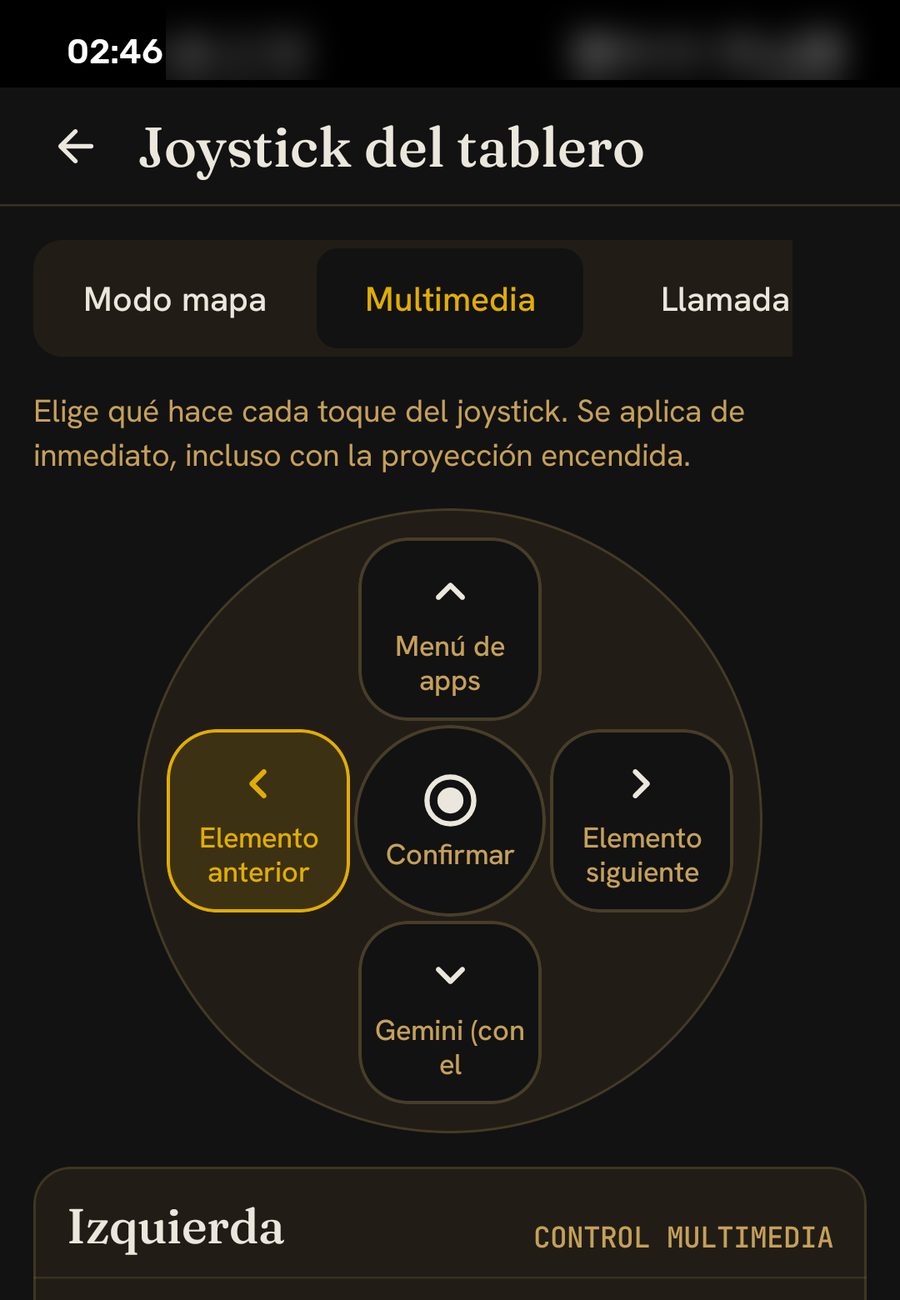 02:46
Joystick del tablero
Modo mapa
Multimedia
Llamada
Elige qué hace cada toque del joystick. Se aplica de
inmediato, incluso con la proyección encendida.
Menú de
apps
Elemento
anterior
Confirmar
Elemento
siguiente
Gemini (con
el
Izquierda
CONTROL MULTIMEDIA